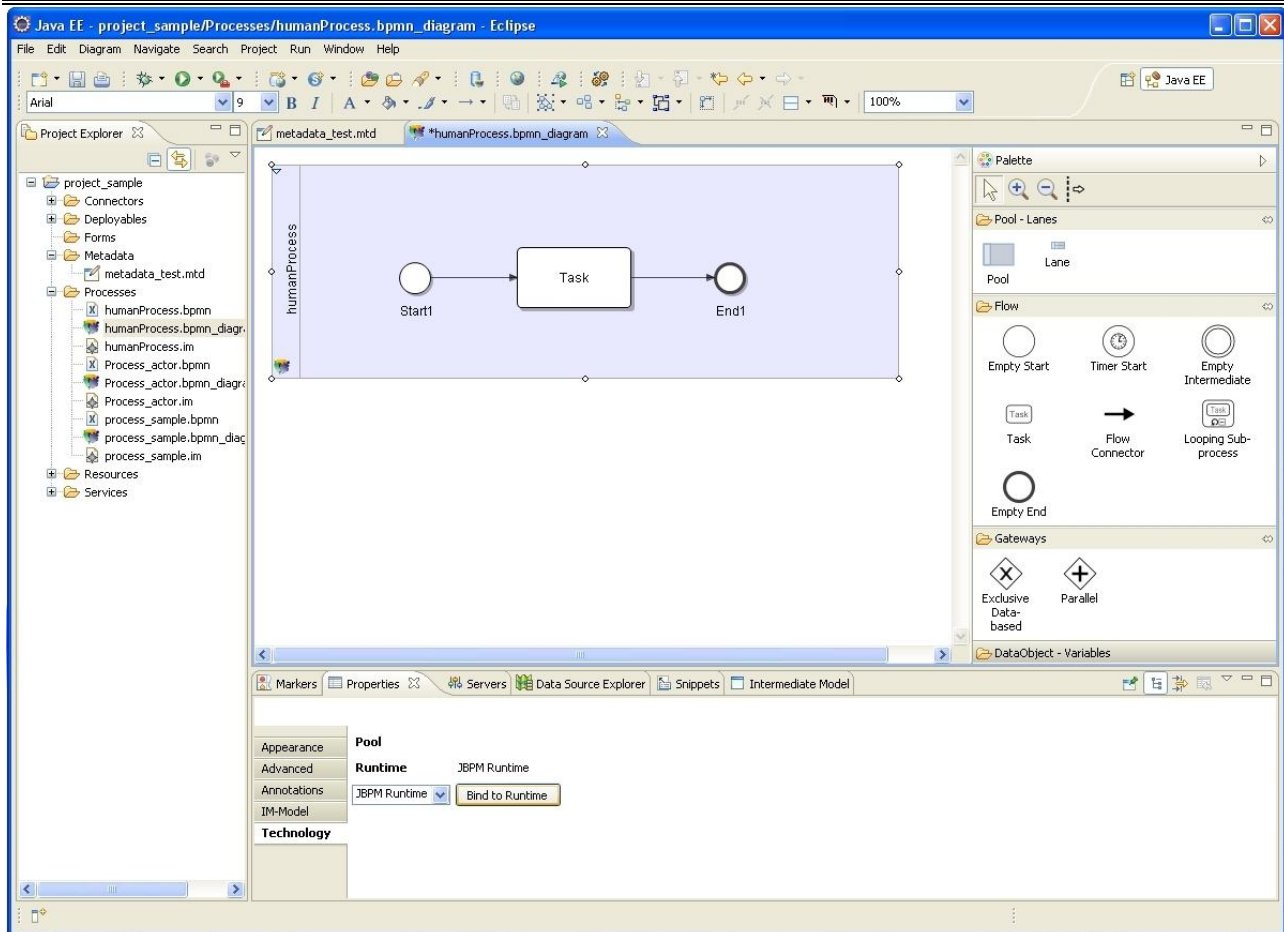 Java EE - project_sample/Processes/humanProcess.bpmn_diagram - Eclipse
File Edit Diagram Navigate Search Project Run Window Help
Java EE
Arial 9 B I A 100%
Project Explorer
metadata_test.mtd
*humanProcess.bpmn_diagram
project_sample
Connectors
Deployables
Forms
Metadata
metadata_test.mtd
Processes
humanProcess.bpmn
humanProcess.bpmn_diagr
humanProcess.im
Process_actor.bpmn
Process_actor.bpmn_diagra
Process_actor.im
process_sample.bpmn
process_sample.bpmn_diag
process_sample.im
Resources
Services
humanProcess
Start1
Task
End1
Palette
Pool - Lanes
Pool
Lane
Flow
Empty Start
Timer Start
Empty
Intermediate
Task
Task
Flow
Connector
Task
Looping Sub-
process
Empty End
Gateways
Exclusive
Data-
based
Parallel
DataObject - Variables
Markers Properties Servers Data Source Explorer Snippets Intermediate Model
Appearance
Advanced
Annotations
IM-Model
Technology
Pool
Runtime JBPM Runtime
JBPM Runtime Bind to Runtime